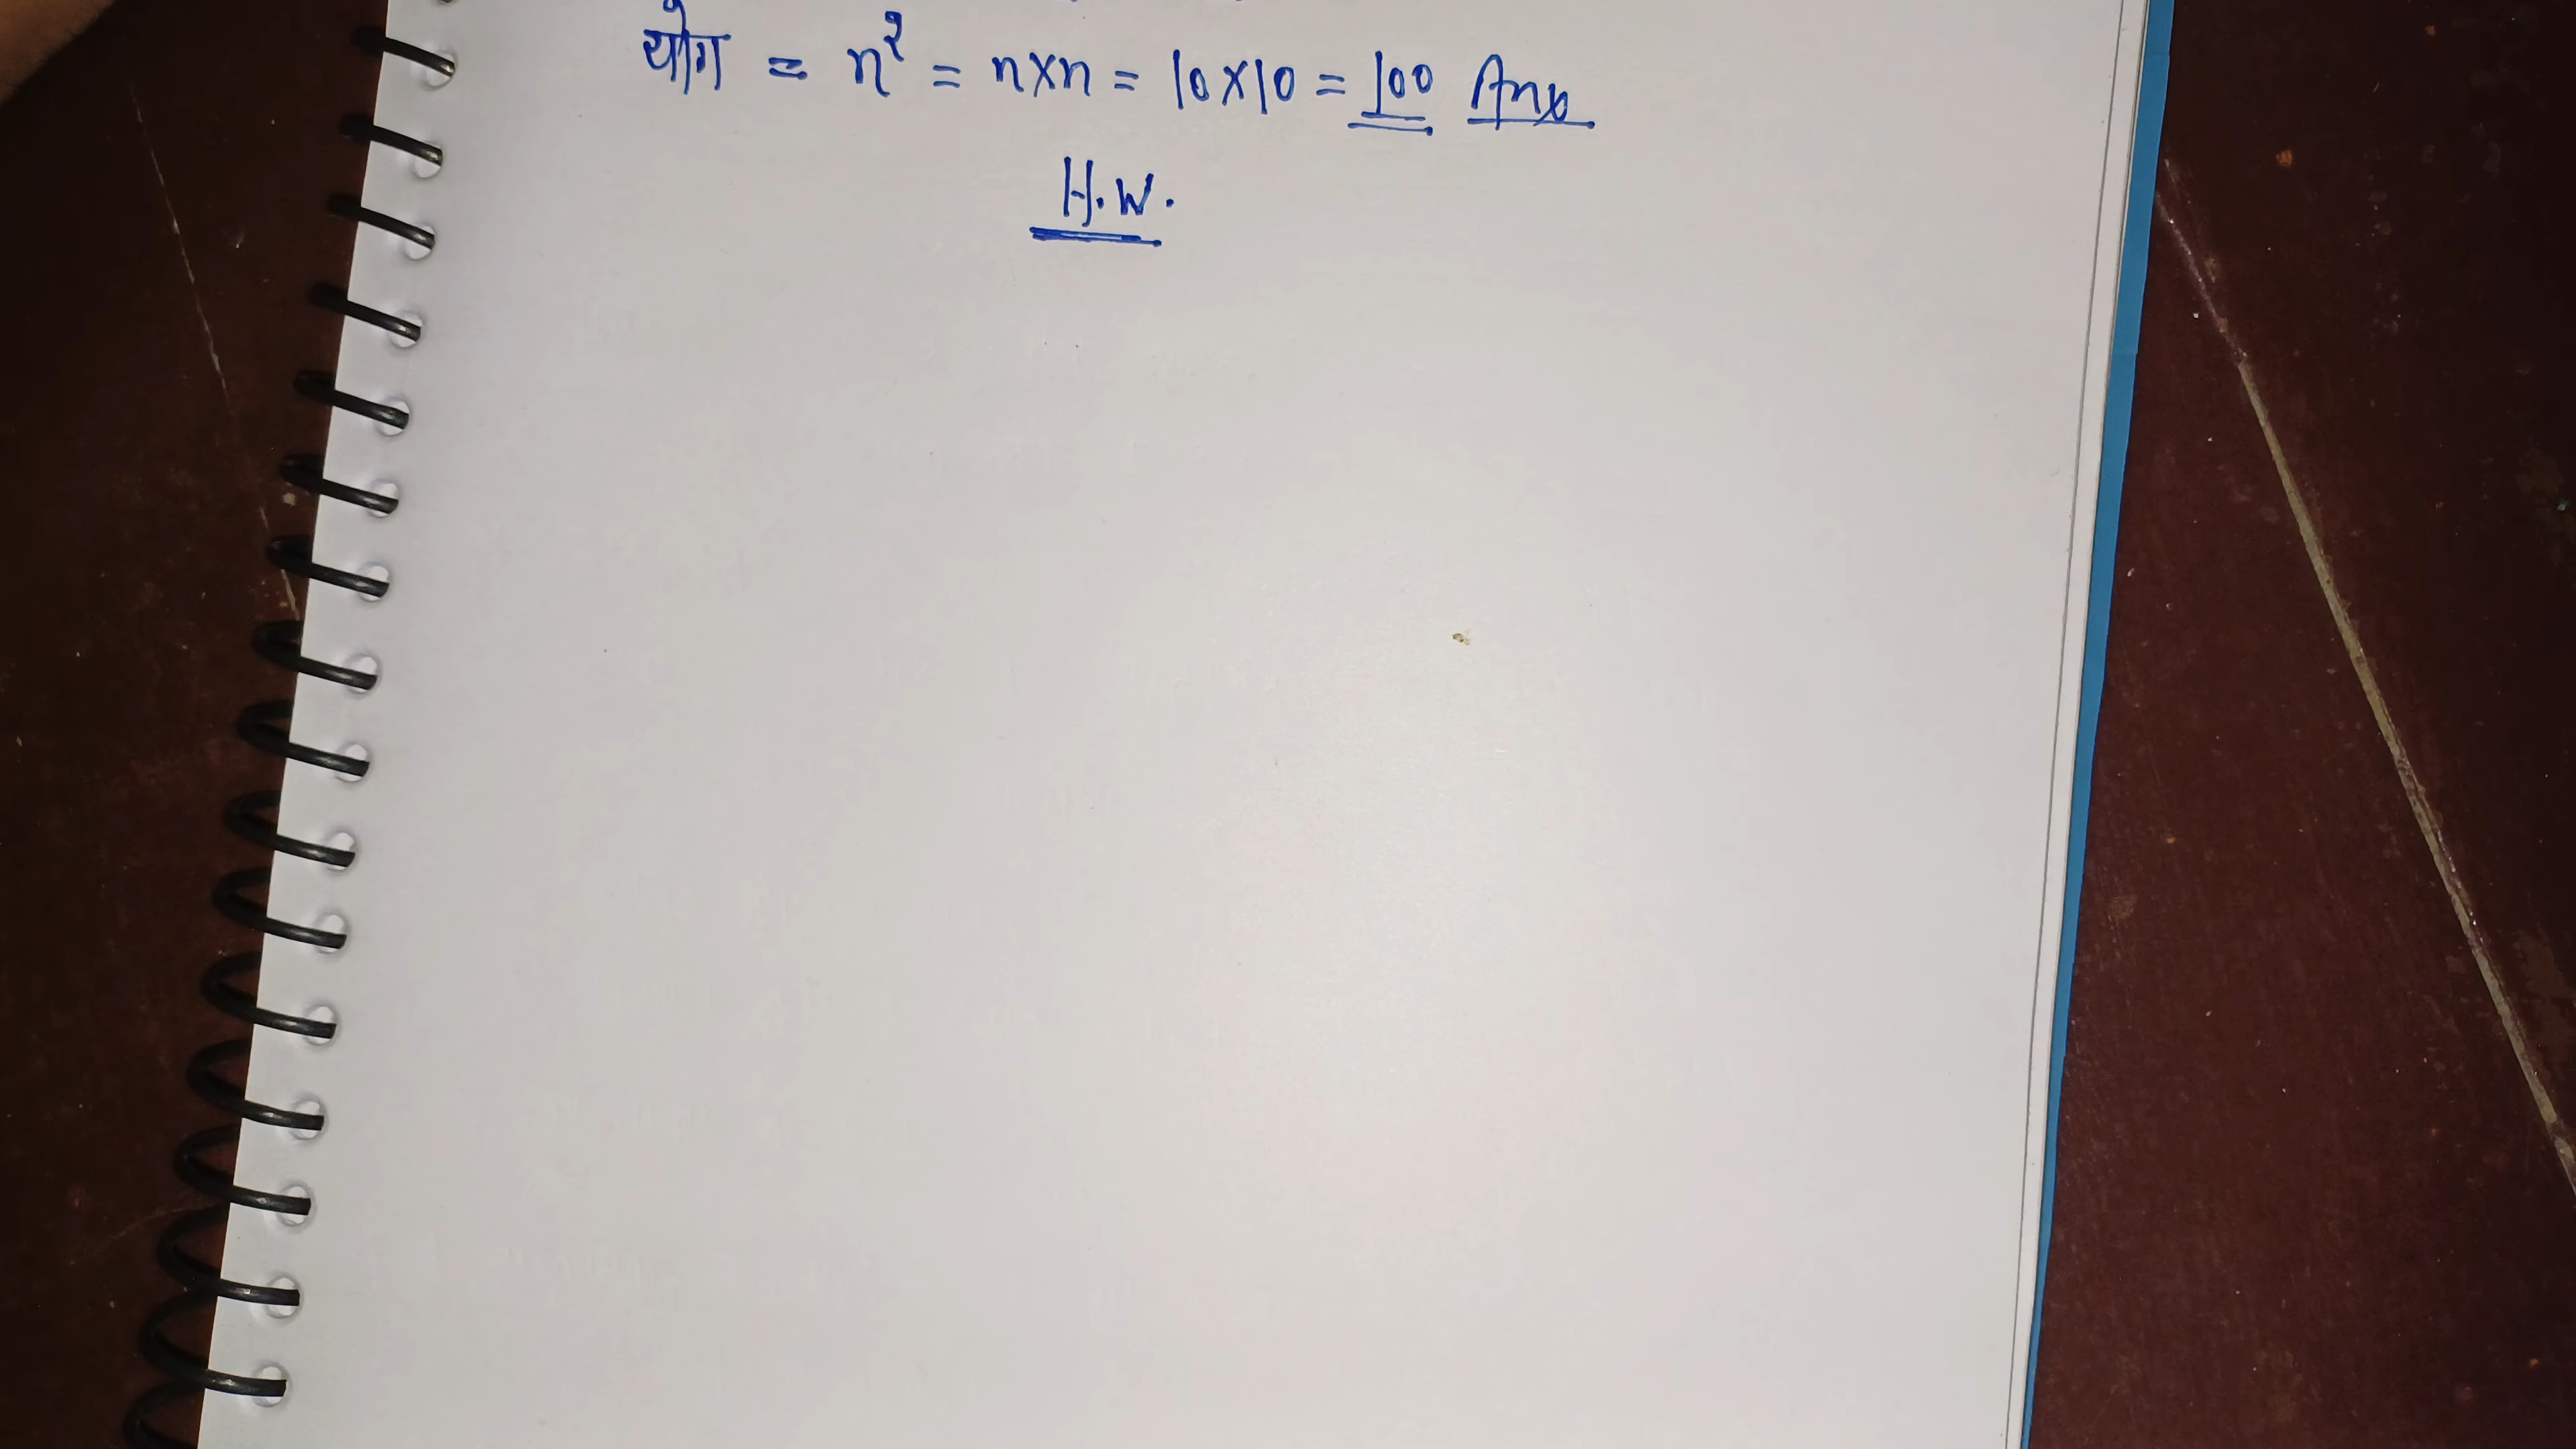 योग = n² = n×n = 10×10 = 100 Ans
H.W.